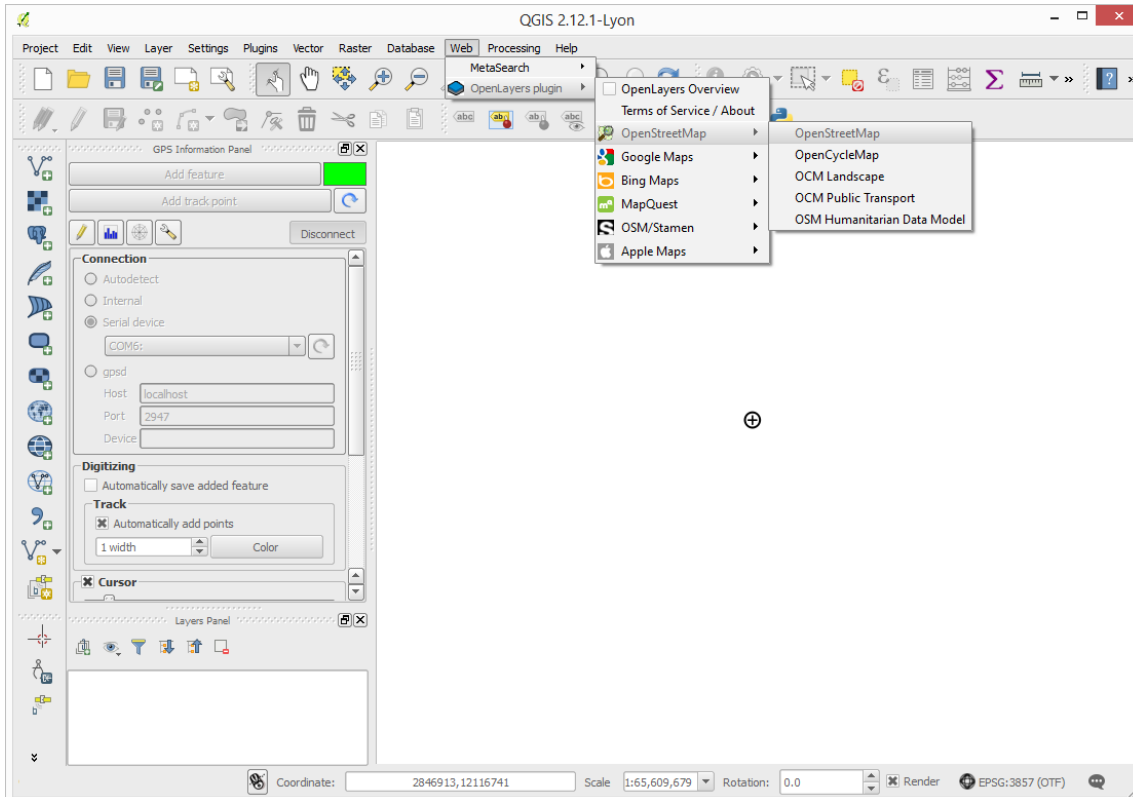 QGIS 2.12.1-Lyon
Project Edit View Layer Settings Plugins Vector Raster Database Web Processing Help
MetaSearch
OpenLayers plugin
OpenLayers Overview
Terms of Service / About
OpenStreetMap
Google Maps
Bing Maps
MapQuest
OSM/Stamen
Apple Maps
OpenStreetMap
OpenCycleMap
OCM Landscape
OCM Public Transport
OSM Humanitarian Data Model
abc abc ab abc
GPS Information Panel
Add feature
Add track point
Disconnect
Connection
Autodetect
Internal
Serial device
COM6:
gpsd
Host localhost
Port 2947
Device
Digitizing
Automatically save added feature
Track
Automatically add points
1 width Color
Cursor
Layers Panel
Coordinate: 2846913,12116741 Scale 1:65,609,679 Rotation: 0.0 Render EPSG:3857 (OTF)